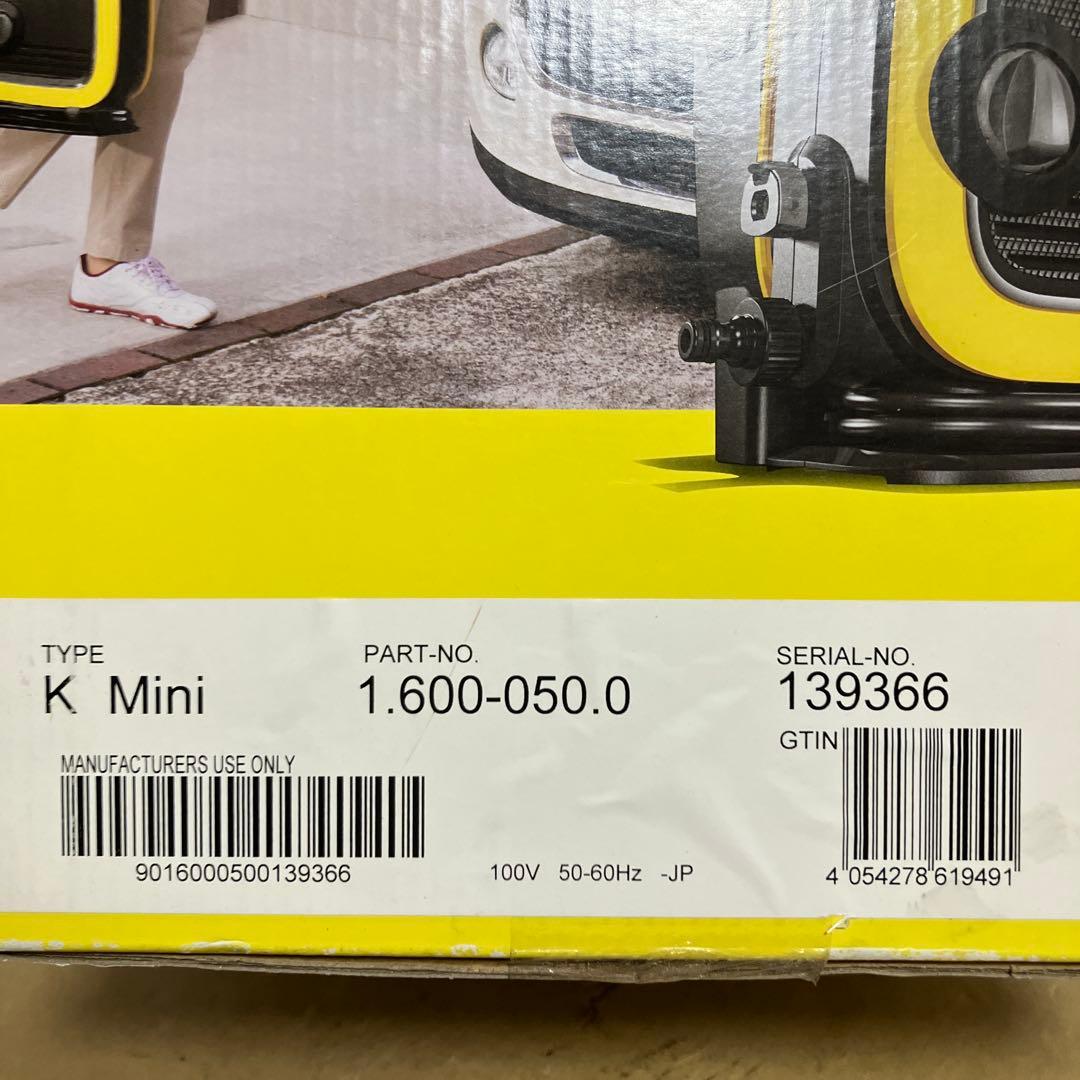 TYPE
K Mini
PART-NO.
1.600-050.0
SERIAL-NO.
139366
GTIN
4 054278 619491
MANUFACTURERS USE ONLY
9016000500139366
100V 50-60Hz -JP